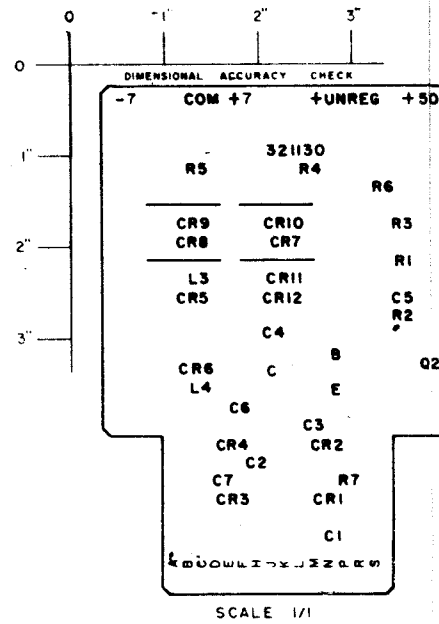 0 1" 2" 3"
0
DIMENSIONAL ACCURACY CHECK
-7 COM +7 +UNREG +50
321130
1"
R5 R4
R6
CR9 CR10 R3
CR8 CR7
2"
R1
L3 CR11
CR5 CR12 C5
R2
C4
3"
B
Q2
CR6 C
L4 E
C6
C3
CR4 CR2
C2
C7 R7
CR3 CR1
C1
A B C D E F H J K L M N P R S
SCALE 1/1